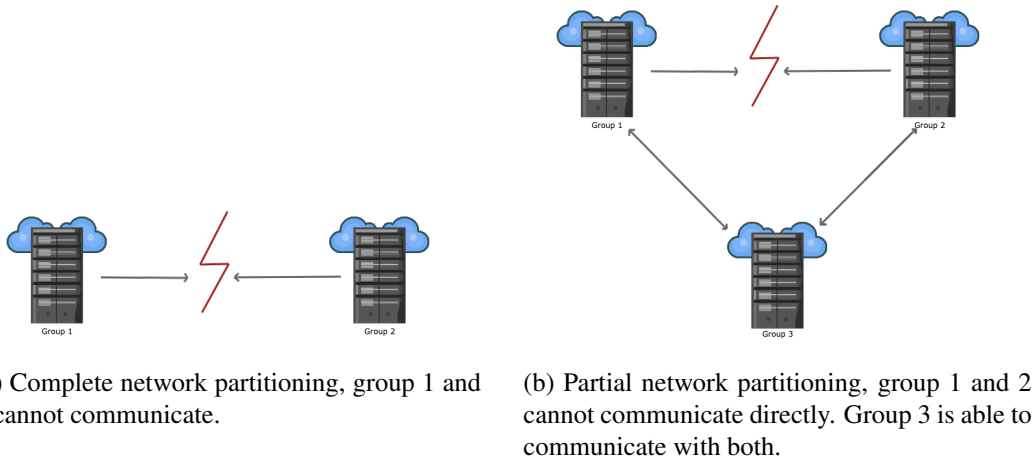 Group 1
Group 2
Group 3
Group 1
Group 2
) Complete network partitioning, group 1 and
cannot communicate.
(b) Partial network partitioning, group 1 and 2
cannot communicate directly. Group 3 is able to
communicate with both.